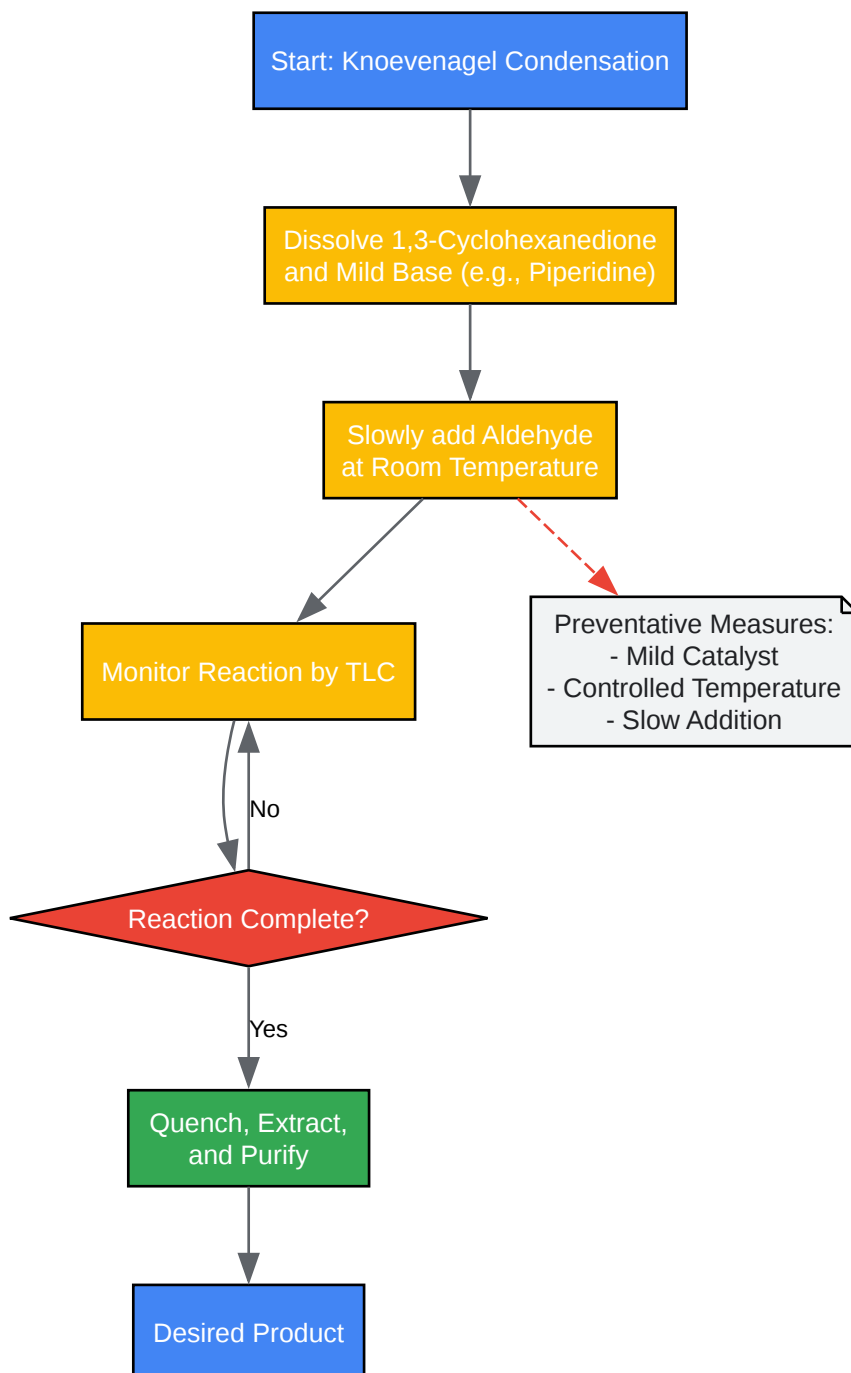 Start: Knoevenagel Condensation
Dissolve 1,3-Cyclohexanedione
and Mild Base (e.g., Piperidine)
Slowly add Aldehyde
at Room Temperature
Monitor Reaction by TLC
Preventative Measures:
- Mild Catalyst
- Controlled Temperature
- Slow Addition
No
Reaction Complete?
Yes
Quench, Extract,
and Purify
Desired Product